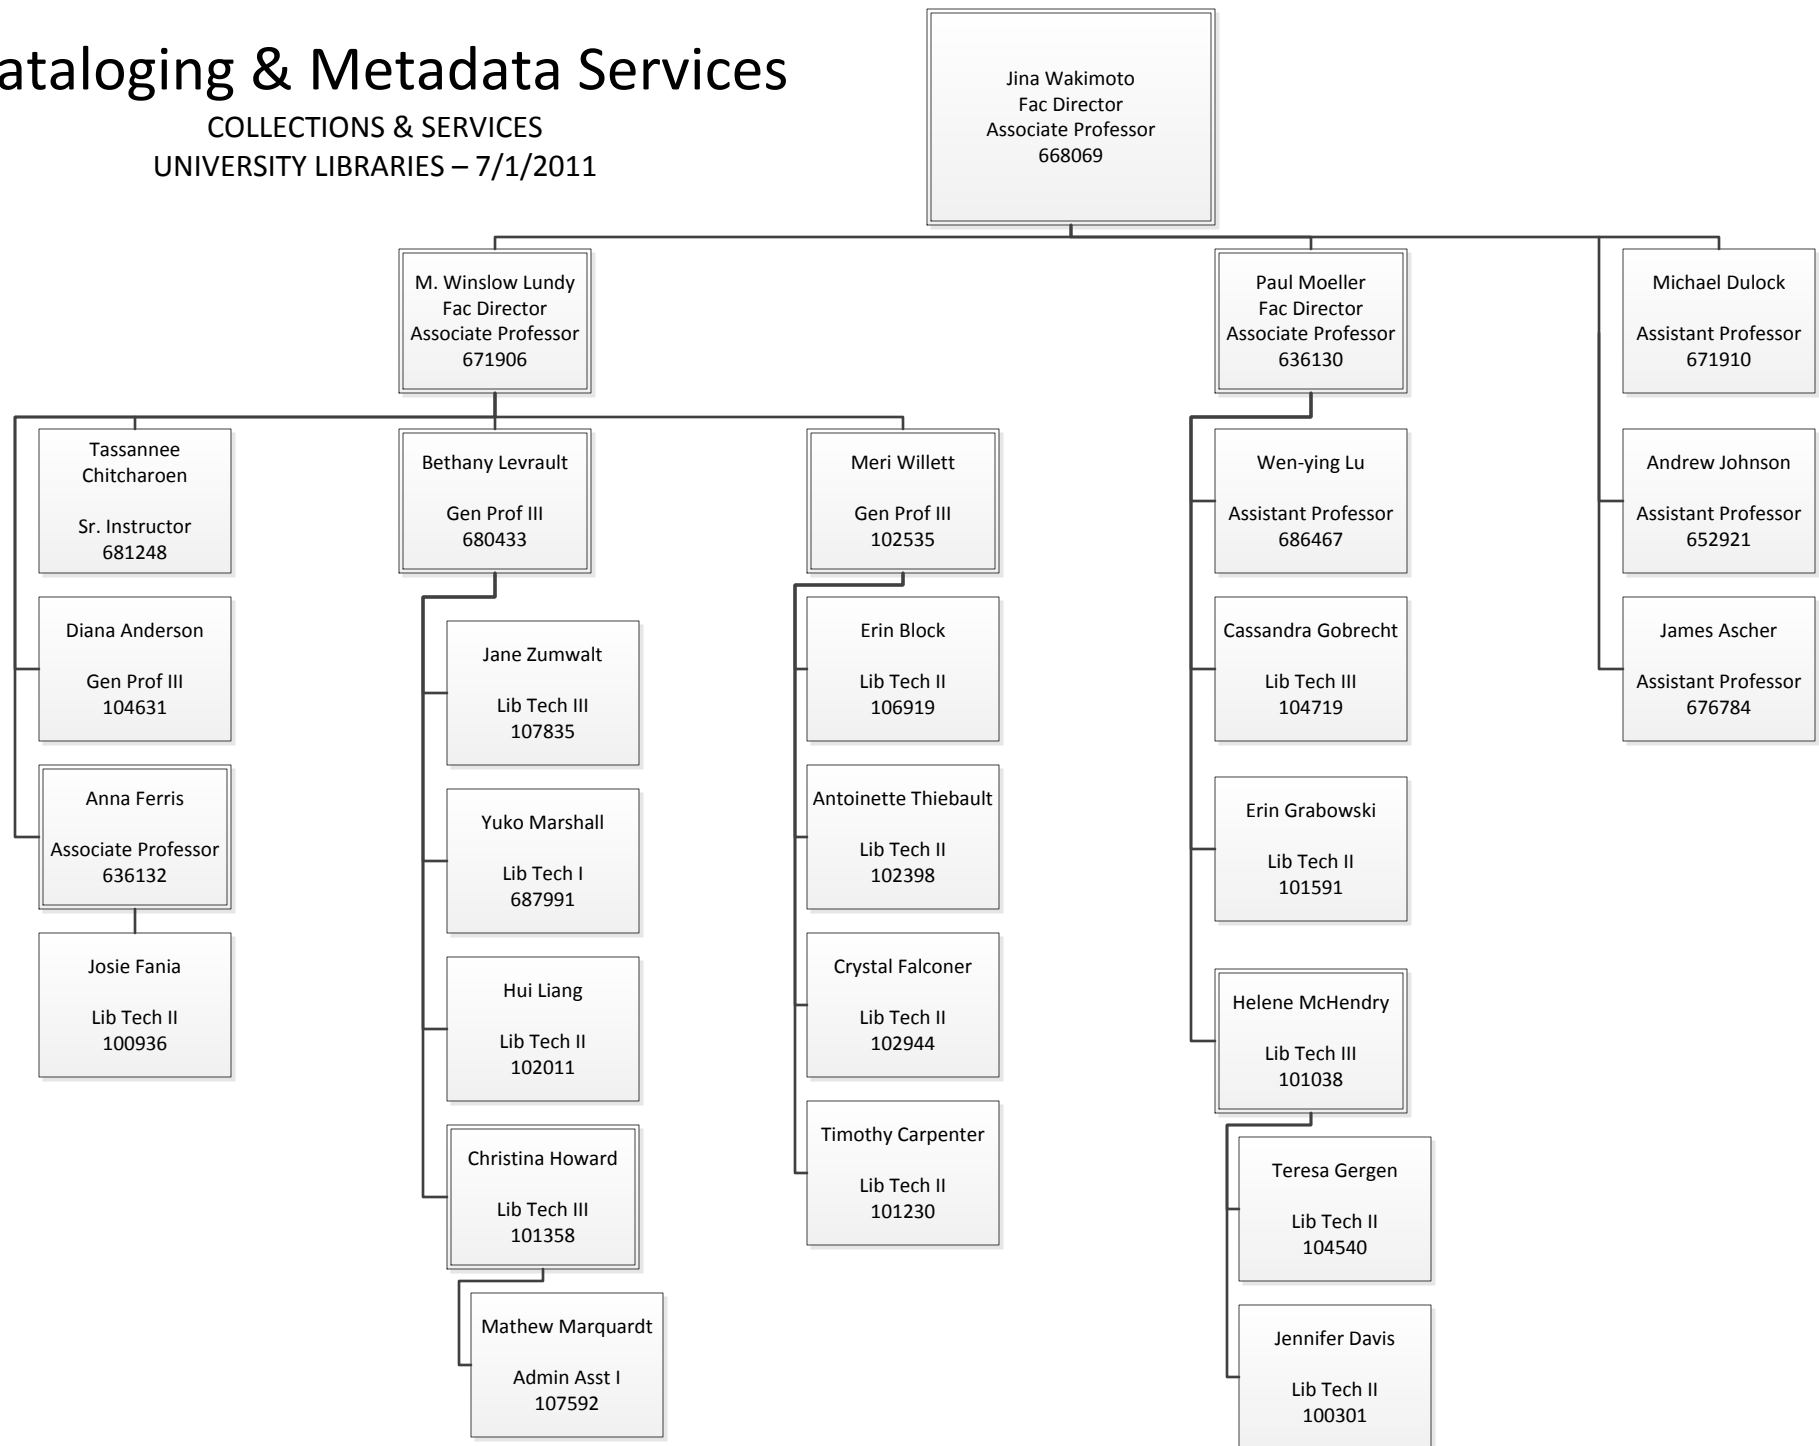 ataloging & Metadata Services
COLLECTIONS & SERVICES
UNIVERSITY LIBRARIES – 7/1/2011
Jina Wakimoto
Fac Director
Associate Professor
668069
M. Winslow Lundy
Fac Director
Associate Professor
671906
Paul Moeller
Fac Director
Associate Professor
636130
Michael Dulock
Assistant Professor
671910
Tassannee
Chitcharoen
Sr. Instructor
681248
Bethany Levrault
Gen Prof III
680433
Meri Willett
Gen Prof III
102535
Wen-ying Lu
Assistant Professor
686467
Andrew Johnson
Assistant Professor
652921
Diana Anderson
Gen Prof III
104631
Jane Zumwalt
Lib Tech III
107835
Erin Block
Lib Tech II
106919
Cassandra Gobrecht
Lib Tech III
104719
James Ascher
Assistant Professor
676784
Anna Ferris
Associate Professor
636132
Yuko Marshall
Lib Tech I
687991
Antoinette Thiebault
Lib Tech II
102398
Erin Grabowski
Lib Tech II
101591
Josie Fania
Lib Tech II
100936
Hui Liang
Lib Tech II
102011
Crystal Falconer
Lib Tech II
102944
Helene McHendry
Lib Tech III
101038
Christina Howard
Lib Tech III
101358
Timothy Carpenter
Lib Tech II
101230
Teresa Gergen
Lib Tech II
104540
Mathew Marquardt
Admin Asst I
107592
Jennifer Davis
Lib Tech II
100301